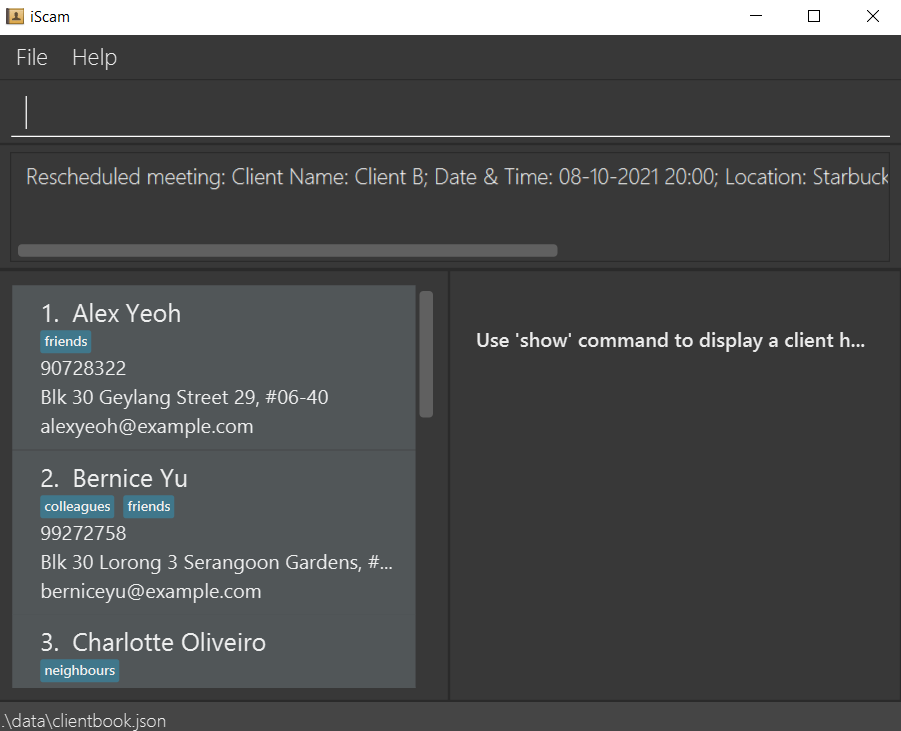 iScam
File Help
Rescheduled meeting: Client Name: Client B; Date & Time: 08-10-2021 20:00; Location: Starbuck
1. Alex Yeoh
friends
90728322
Blk 30 Geylang Street 29, #06-40
alexyeoh@example.com
2. Bernice Yu
colleagues friends
99272758
Blk 30 Lorong 3 Serangoon Gardens, #...
berniceyu@example.com
3. Charlotte Oliveiro
neighbours
Use 'show' command to display a client h...
.\data\clientbook.json